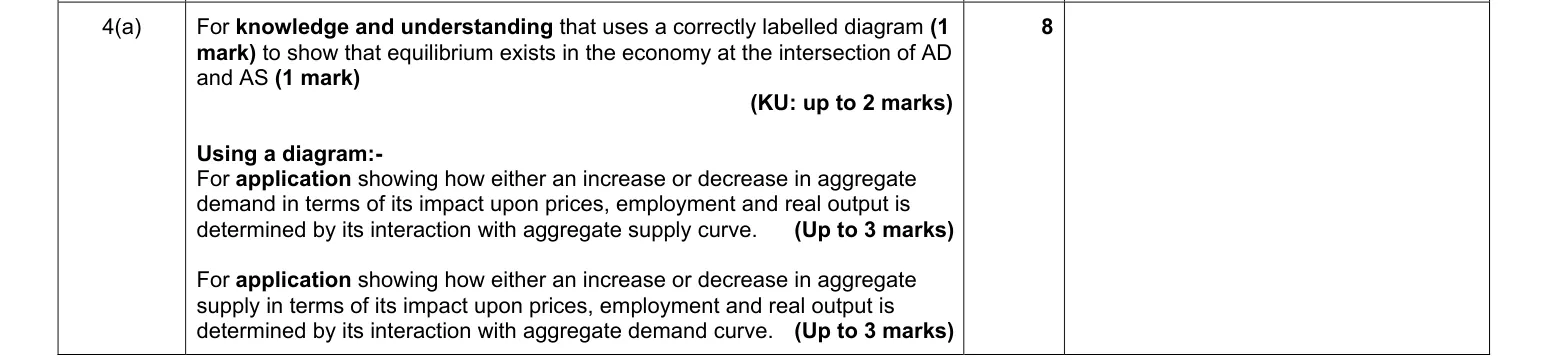 4(a) For knowledge and understanding that uses a correctly labelled diagram (1 8
mark) to show that equilibrium exists in the economy at the intersection of AD
and AS (1 mark)
(KU: up to 2 marks)
Using a diagram:-
For application showing how either an increase or decrease in aggregate
demand in terms of its impact upon prices, employment and real output is
determined by its interaction with aggregate supply curve. (Up to 3 marks)
For application showing how either an increase or decrease in aggregate
supply in terms of its impact upon prices, employment and real output is
determined by its interaction with aggregate demand curve. (Up to 3 marks)